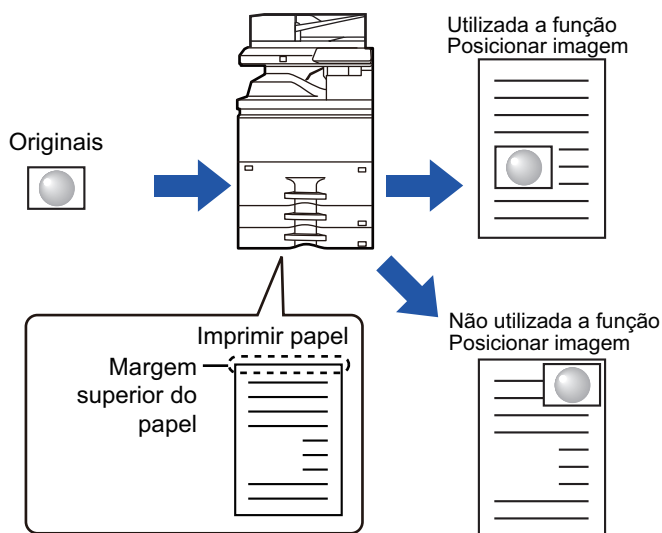 Utilizada a função
Posicionar imagem
Originais
Não utilizada a função
Posicionar imagem
Imprimir papel
Margem
superior do
papel